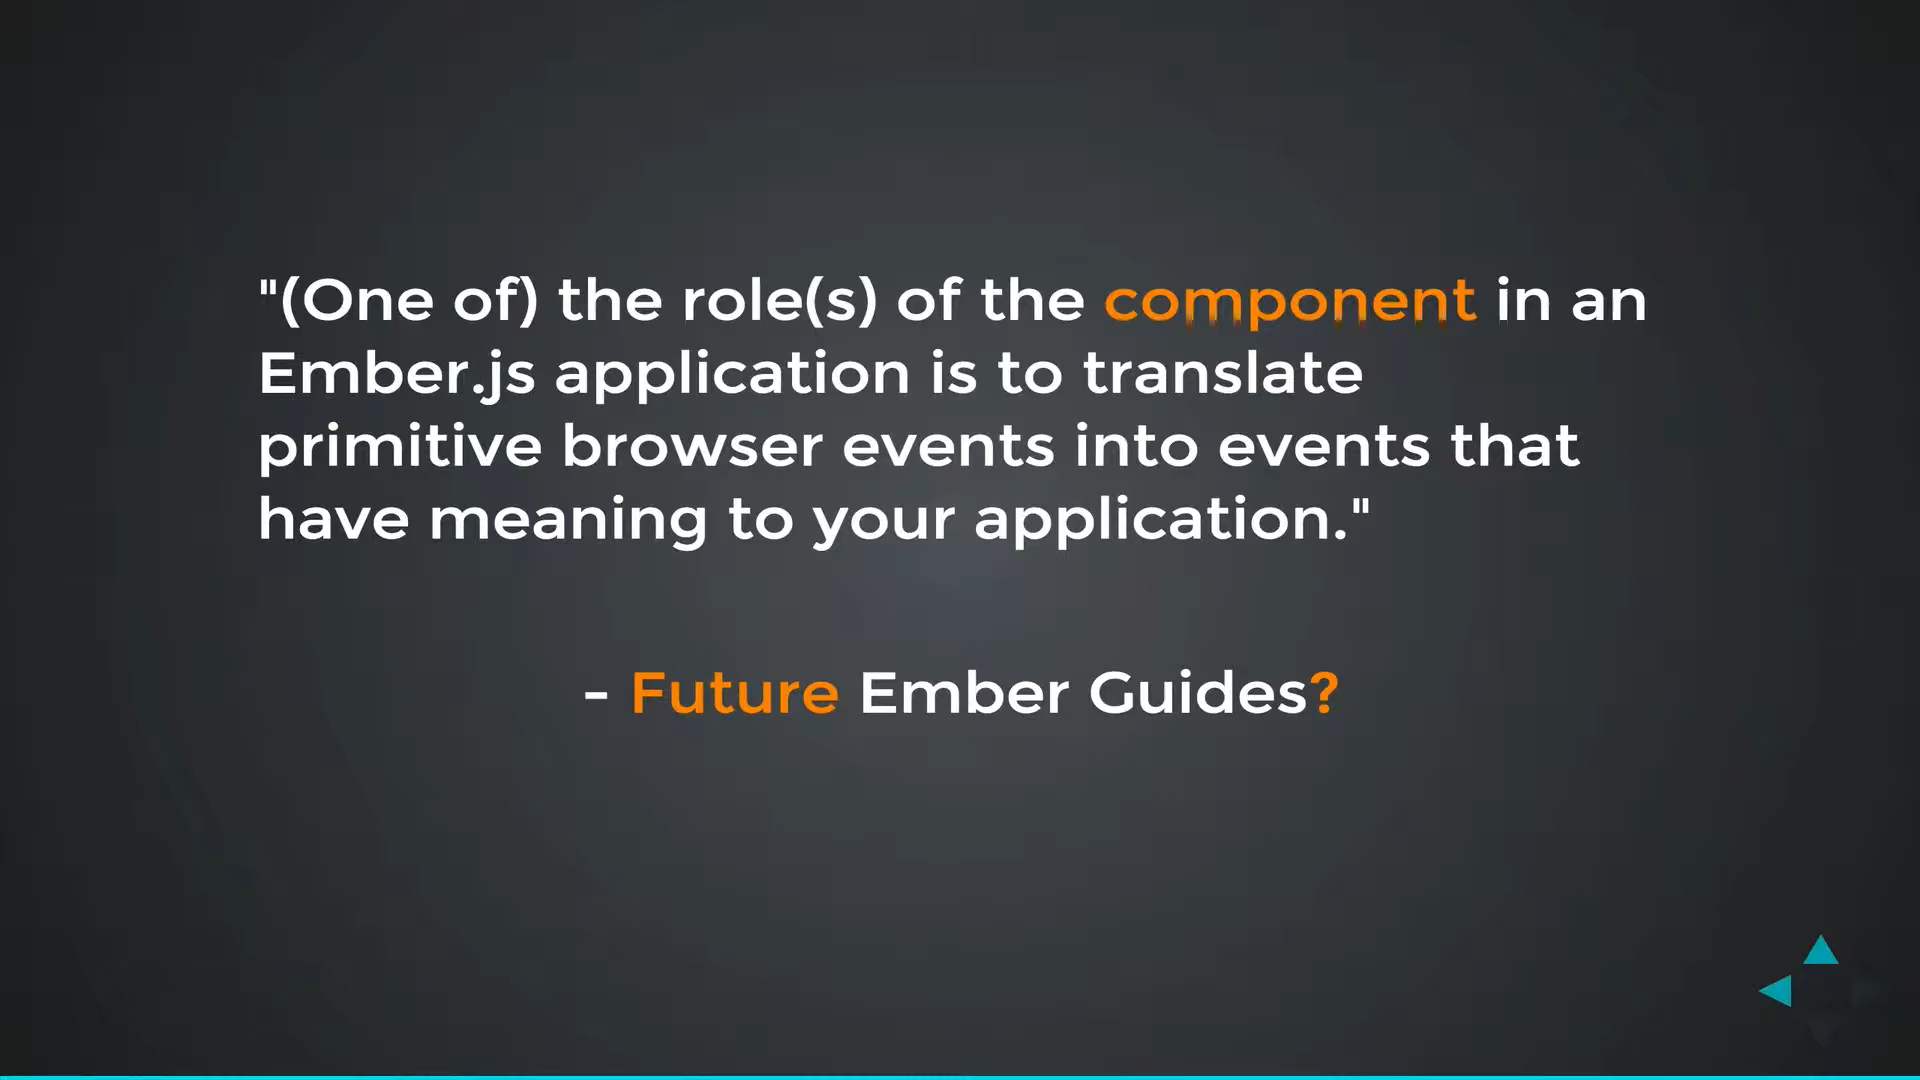 "(One of) the role(s) of the component in an
Ember.js application is to translate
primitive browser events into events that
have meaning to your application."
- Future Ember Guides?